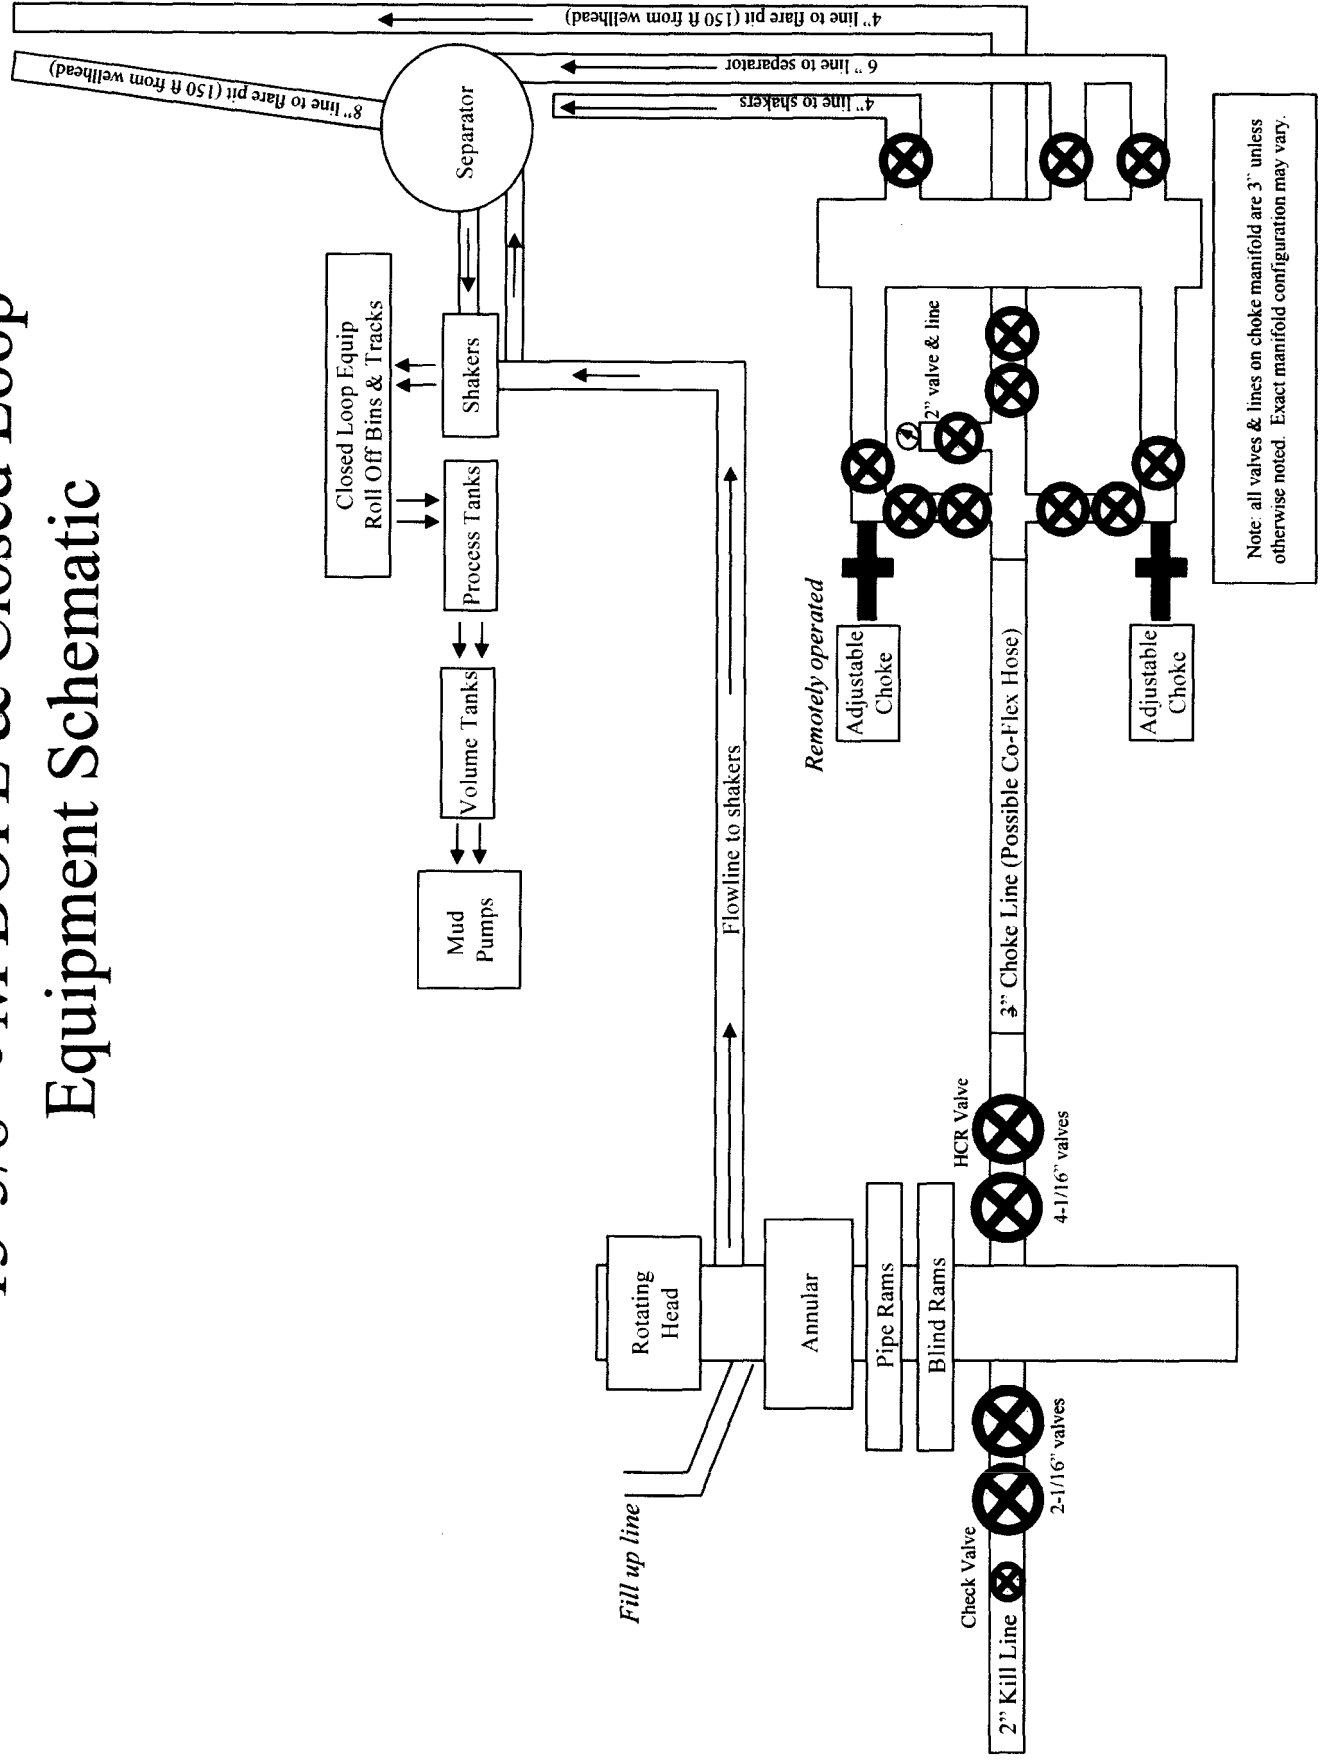 & Closed Loop
Equipment Schematic
4" line to flare pit (150 ft from wellhead)
8" line to flare pit (150 ft from wellhead)
6" line to separator
4" line to shakers
Separator
Closed Loop Equip
Roll Off Bins & Tracks
Shakers
Process Tanks
Volume Tanks
Mud
Pumps
Flowline to shakers
Rotating
Head
Fill up line
Annular
Pipe Rams
Blind Rams
HCR Valve
4-1/16" valves
3" Choke Line (Possible Co-Flex Hose)
2" valve & line
Remotely operated
Adjustable
Choke
Adjustable
Choke
Check Valve
2-1/16" valves
2" Kill Line
Note: all valves & lines on choke manifold are 3" unless
otherwise noted. Exact manifold configuration may vary.